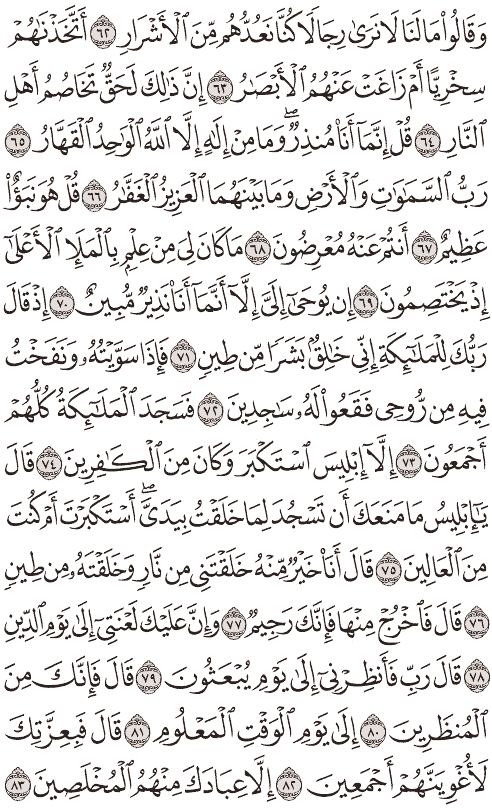 وَقَالُوا۟ مَا لَنَا لَا نَرَىٰ رِجَالًا كُنَّا نَعُدُّهُم مِّنَ ٱلْأَشْرَارِ ٦٢ أَتَّخَذْنَٰهُمْ
سِخْرِيًّا أَمْ زَاغَتْ عَنْهُمُ ٱلْأَبْصَٰرُ ٦٣ إِنَّ ذَٰلِكَ لَحَقٌّ تَخَاصُمُ أَهْلِ
ٱلنَّارِ ٦٤ قُلْ إِنَّمَآ أَنَا۠ مُنذِرٌ ۖ وَمَا مِنْ إِلَٰهٍ إِلَّا ٱللَّهُ ٱلْوَٰحِدُ ٱلْقَهَّارُ ٦٥
رَبُّ ٱلسَّمَٰوَٰتِ وَٱلْأَرْضِ وَمَا بَيْنَهُمَا ٱلْعَزِيزُ ٱلْغَفَّٰرُ ٦٦ قُلْ هُوَ نَبَؤٌا۟
عَظِيمٌ ٦٧ أَنتُمْ عَنْهُ مُعْرِضُونَ ٦٨ مَا كَانَ لِىَ مِنْ عِلْمٍۭ بِٱلْمَلَإِ ٱلْأَعْلَىٰٓ
إِذْ يَخْتَصِمُونَ ٦٩ إِن يُوحَىٰٓ إِلَىَّ إِلَّآ أَنَّمَآ أَنَا۠ نَذِيرٌ مُّبِينٌ ٧٠ إِذْ قَالَ
رَبُّكَ لِلْمَلَٰٓئِكَةِ إِنِّى خَٰلِقٌۢ بَشَرًا مِّن طِينٍ ٧١ فَإِذَا سَوَّيْتُهُۥ وَنَفَخْتُ
فِيهِ مِن رُّوحِى فَقَعُوا۟ لَهُۥ سَٰجِدِينَ ٧٢ فَسَجَدَ ٱلْمَلَٰٓئِكَةُ كُلُّهُمْ
أَجْمَعُونَ ٧٣ إِلَّآ إِبْلِيسَ ٱسْتَكْبَرَ وَكَانَ مِنَ ٱلْكَٰفِرِينَ ٧٤ قَالَ
يَٰٓإِبْلِيسُ مَا مَنَعَكَ أَن تَسْجُدَ لِمَا خَلَقْتُ بِيَدَىَّ ۖ أَسْتَكْبَرْتَ أَمْ كُنتَ
مِنَ ٱلْعَالِينَ ٧٥ قَالَ أَنَا۠ خَيْرٌ مِّنْهُ خَلَقْتَنِى مِن نَّارٍ وَخَلَقْتَهُۥ مِن طِينٍ
٧٦ قَالَ فَٱخْرُجْ مِنْهَا فَإِنَّكَ رَجِيمٌ ٧٧ وَإِنَّ عَلَيْكَ لَعْنَتِىٓ إِلَىٰ يَوْمِ ٱلدِّينِ
٧٨ قَالَ رَبِّ فَأَنظِرْنِىٓ إِلَىٰ يَوْمِ يُبْعَثُونَ ٧٩ قَالَ فَإِنَّكَ مِنَ
ٱلْمُنظَرِينَ ٨٠ إِلَىٰ يَوْمِ ٱلْوَقْتِ ٱلْمَعْلُومِ ٨١ قَالَ فَبِعِزَّتِكَ
لَأُغْوِيَنَّهُمْ أَجْمَعِينَ ٨٢ إِلَّا عِبَادَكَ مِنْهُمُ ٱلْمُخْلَصِينَ ٨٣